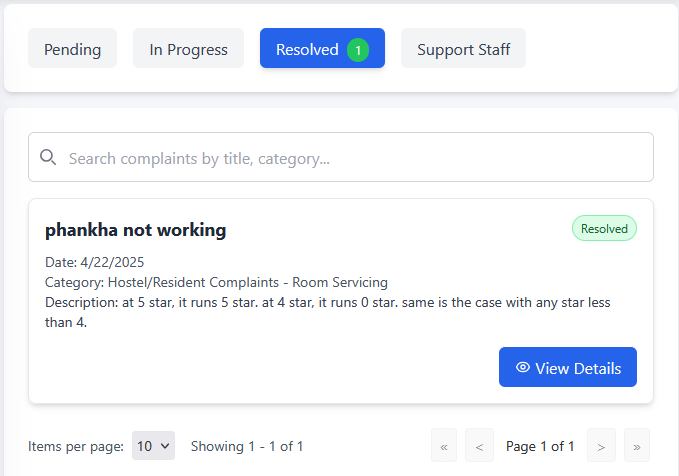 Pending In Progress Resolved 1 Support Staff
Search complaints by title, category...
phankha not working Resolved
Date: 4/22/2025
Category: Hostel/Resident Complaints - Room Servicing
Description: at 5 star, it runs 5 star. at 4 star, it runs 0 star. same is the case with any star less
than 4.
View Details
Items per page: 10 Showing 1 - 1 of 1 « < Page 1 of 1 > »